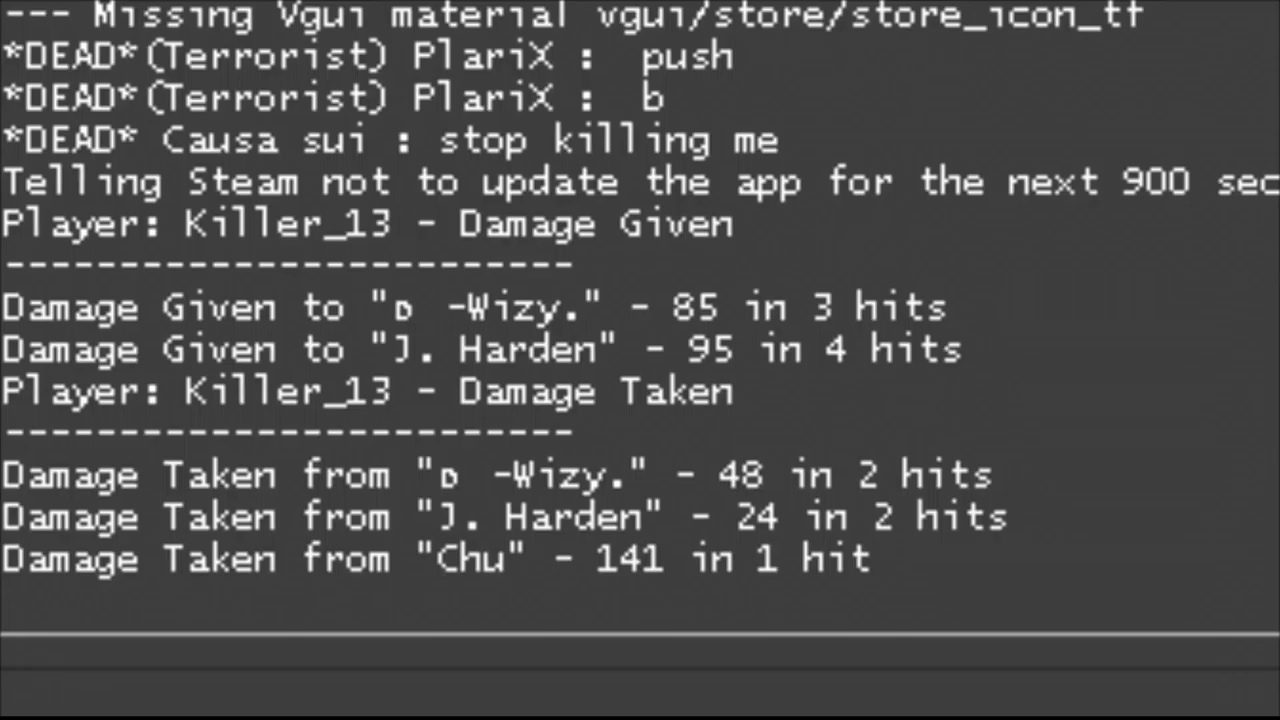 --- Missing Vgui material vgui/store/store_icon_tf
*DEAD*(Terrorist) PlariX :  push
*DEAD*(Terrorist) PlariX :  b
*DEAD* Causa sui : stop killing me
Telling Steam not to update the app for the next 900 sec
Player: Killer_13 - Damage Given
-------------------------
Damage Given to "ɒ  -Wizy." - 85 in 3 hits
Damage Given to "J. Harden" - 95 in 4 hits
Player: Killer_13 - Damage Taken
-------------------------
Damage Taken from "ɒ  -Wizy." - 48 in 2 hits
Damage Taken from "J. Harden" - 24 in 2 hits
Damage Taken from "Chu" - 141 in 1 hit